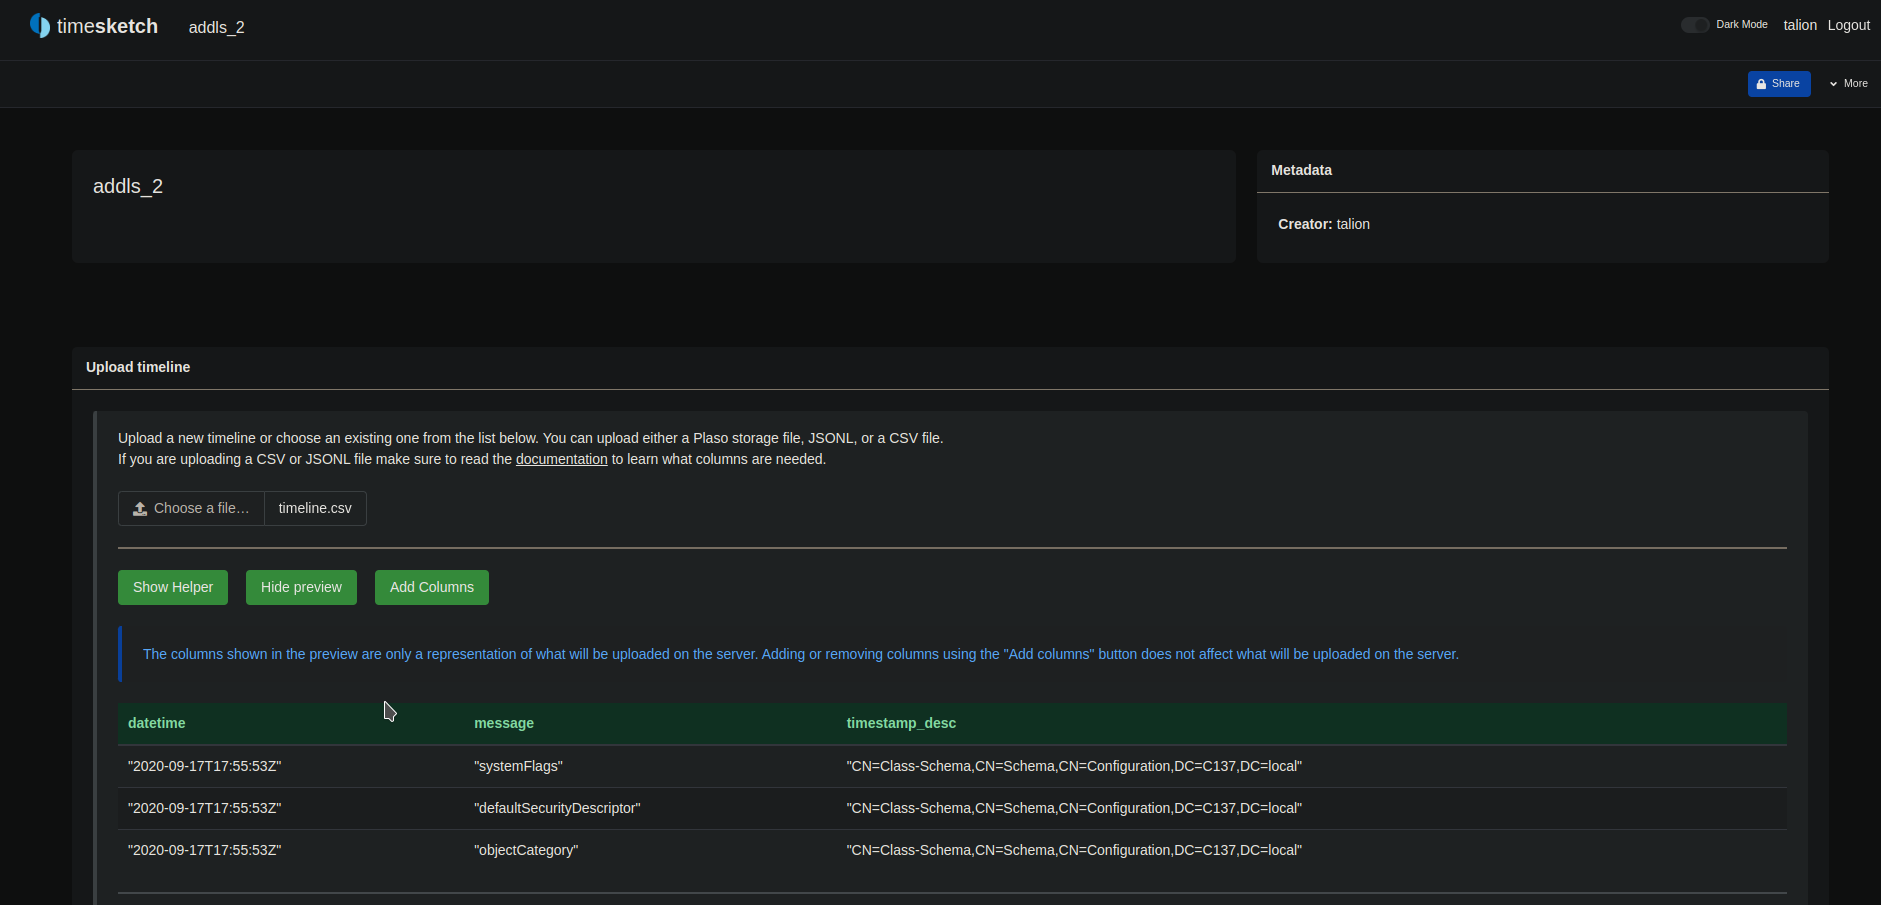 timesketch addls_2 Dark Mode talion Logout
Share More
addls_2
Metadata
Creator: talion
Upload timeline
Upload a new timeline or choose an existing one from the list below. You can upload either a Plaso storage file, JSONL, or a CSV file.
If you are uploading a CSV or JSONL file make sure to read the documentation to learn what columns are needed.
Choose a file… timeline.csv
Show Helper Hide preview Add Columns
The columns shown in the preview are only a representation of what will be uploaded on the server. Adding or removing columns using the "Add columns" button does not affect what will be uploaded on the server.
datetime message timestamp_desc
"2020-09-17T17:55:53Z" "systemFlags" "CN=Class-Schema,CN=Schema,CN=Configuration,DC=C137,DC=local"
"2020-09-17T17:55:53Z" "defaultSecurityDescriptor" "CN=Class-Schema,CN=Schema,CN=Configuration,DC=C137,DC=local"
"2020-09-17T17:55:53Z" "objectCategory" "CN=Class-Schema,CN=Schema,CN=Configuration,DC=C137,DC=local"